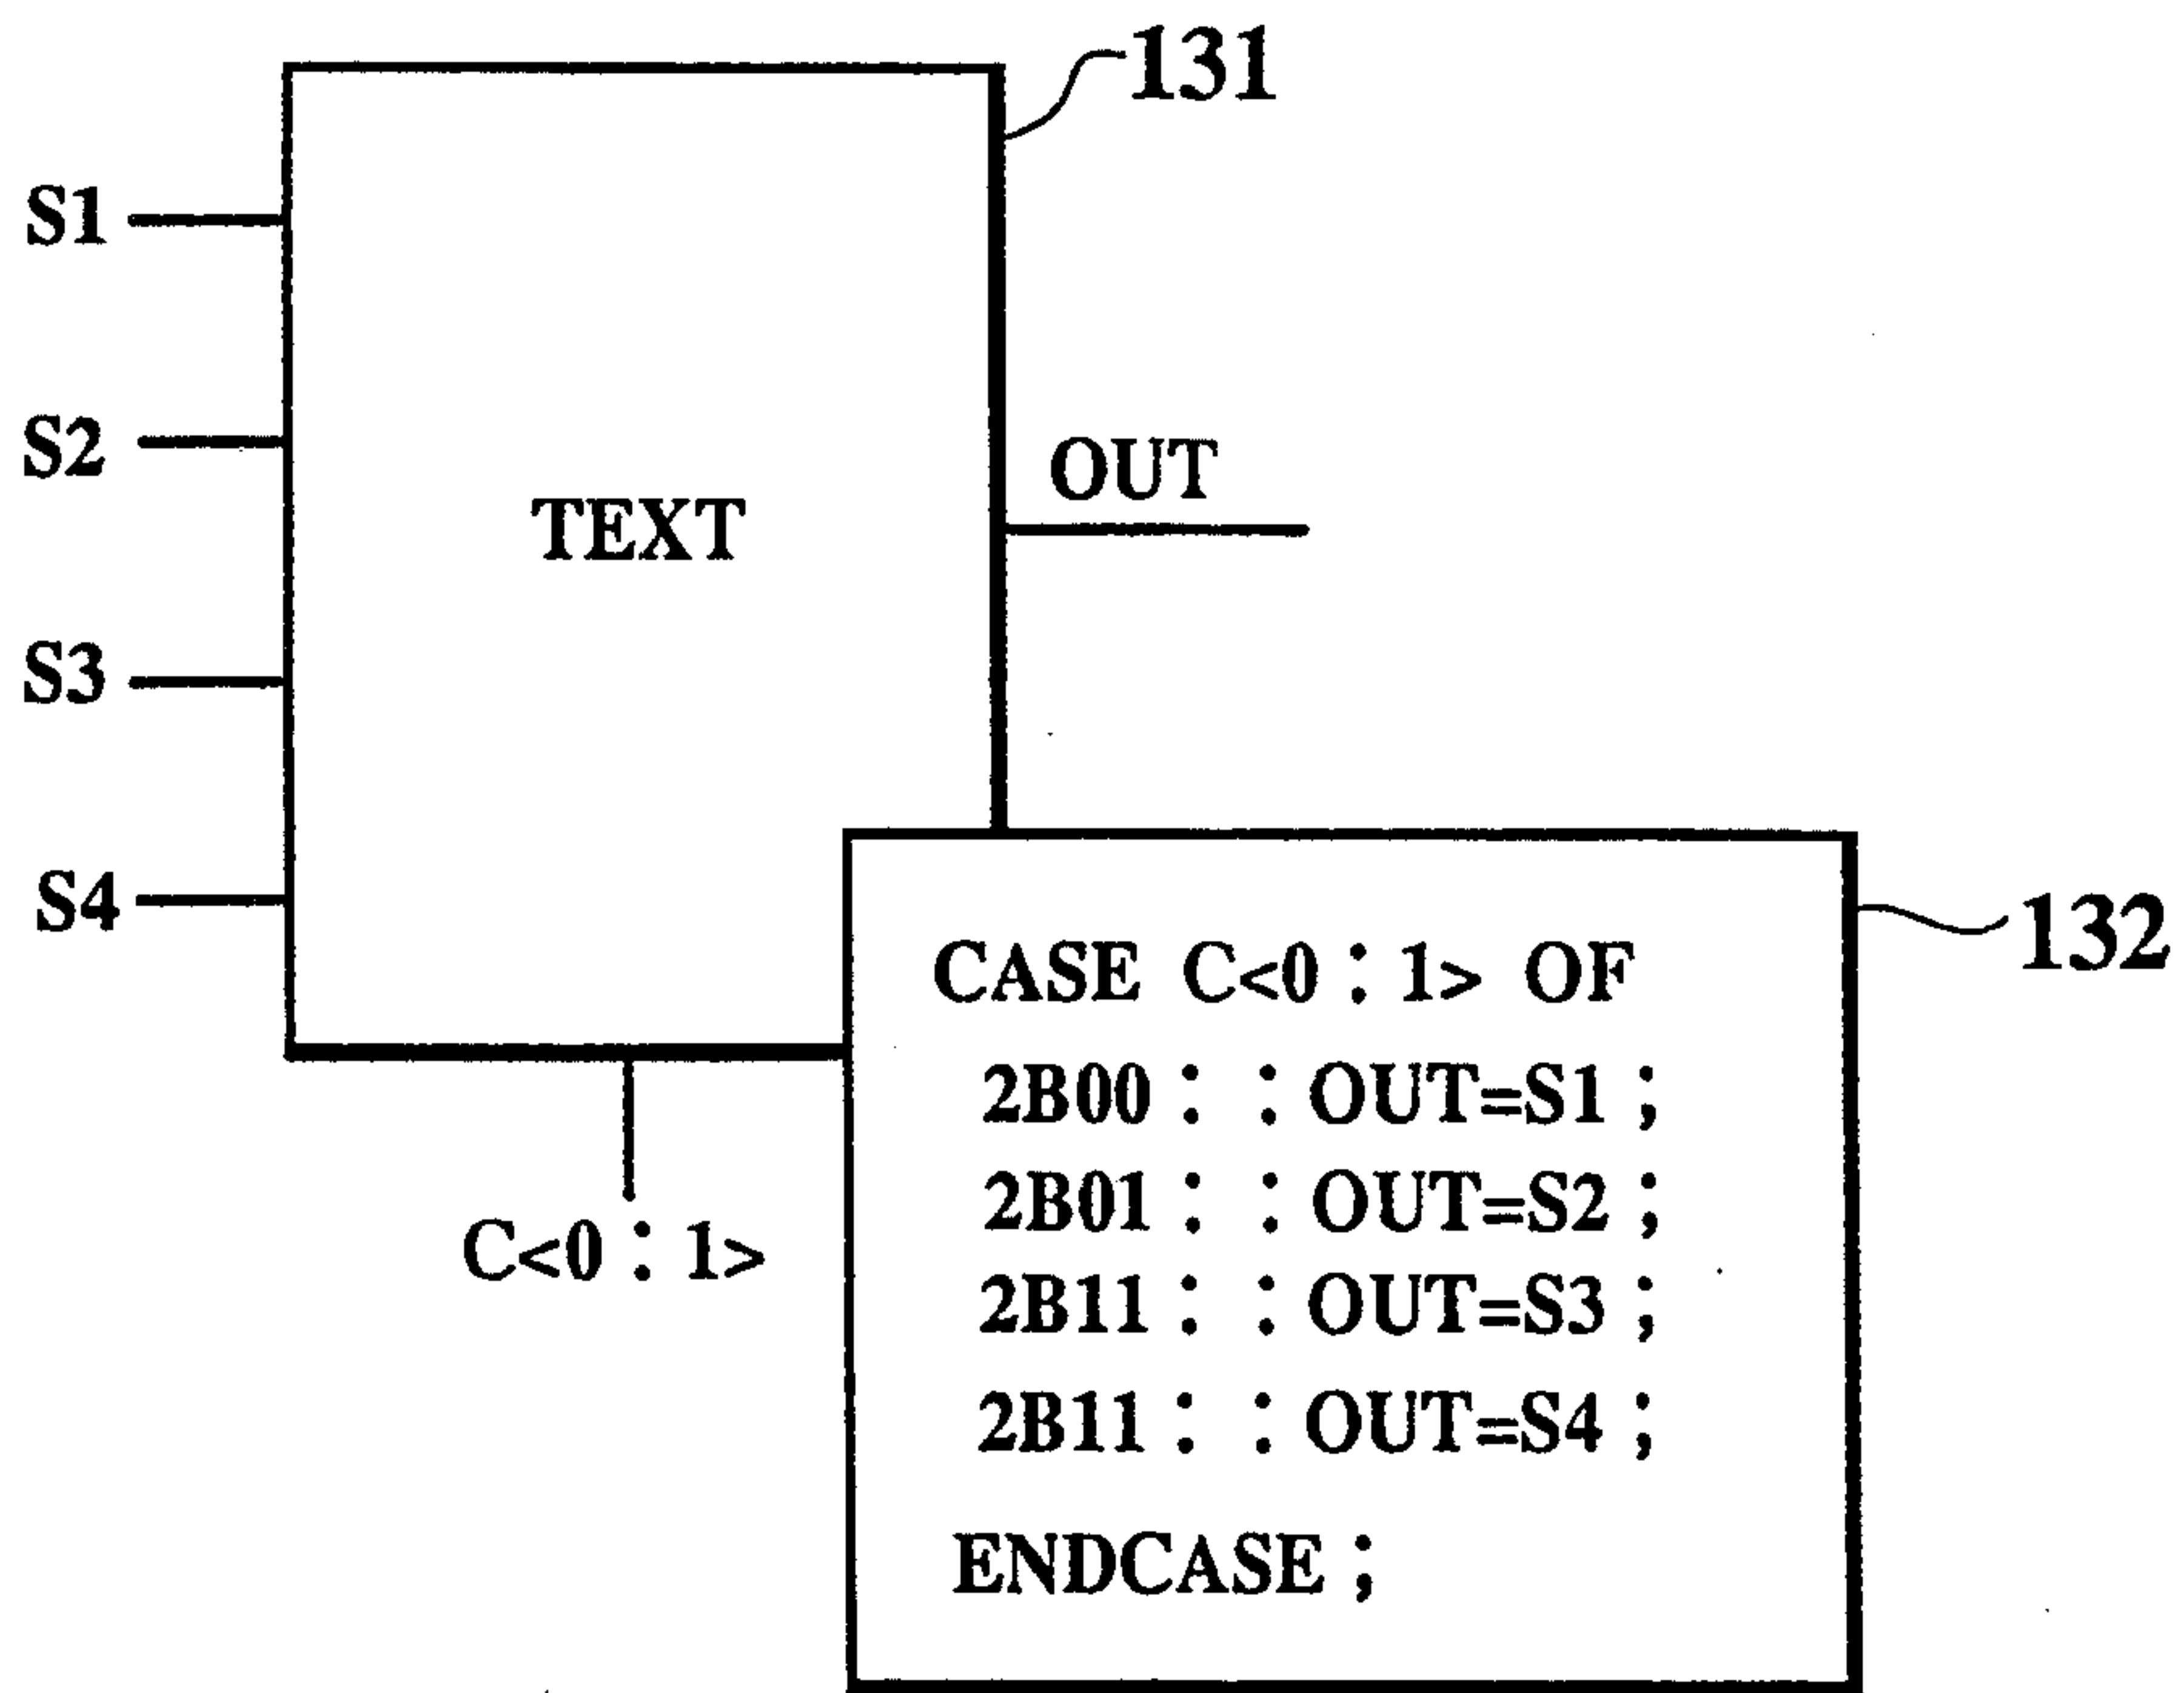 131
S1
S2
OUT
TEXT
S3
S4
132
CASE C<0:1> OF
2B00: :OUT=S1;
2B01: :OUT=S2;
2B11: :OUT=S3;
2B11: :OUT=S4;
ENDCASE;
C<0:1>